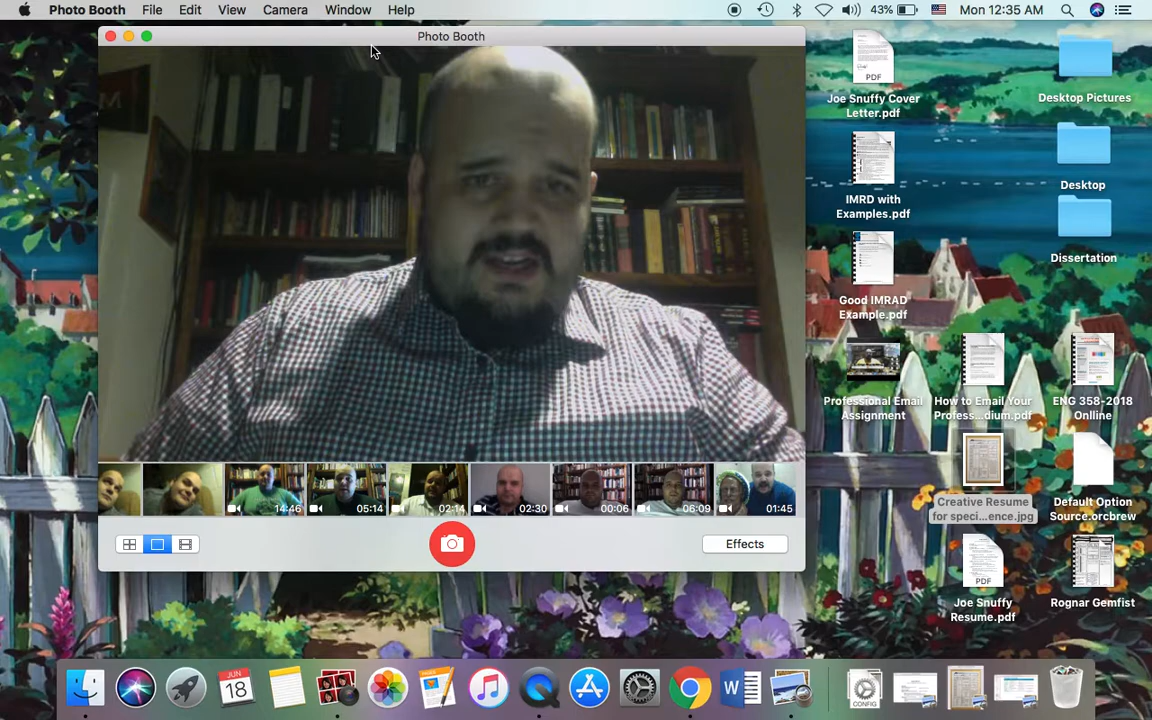 Photo Booth File Edit View Camera Window Help 43% Mon 12:35 AM
Photo Booth
PDF
Joe Snuffy Cover
Letter.pdf
Desktop Pictures
IMRD with
Examples.pdf
Desktop
Good IMRAD
Example.pdf
Dissertation
Professional Email
Assignment
How to Email Your
Profess...dium.pdf
ENG 358-2018
Onlline
Creative Resume
for speci...ence.jpg
Default Option
Source.orcbrew
PDF
Joe Snuffy
Resume.pdf
Rognar Gemfist
14:46 05:14 02:14 02:30 00:06 06:09 01:45
Effects
JUN
18
W
CONFIG